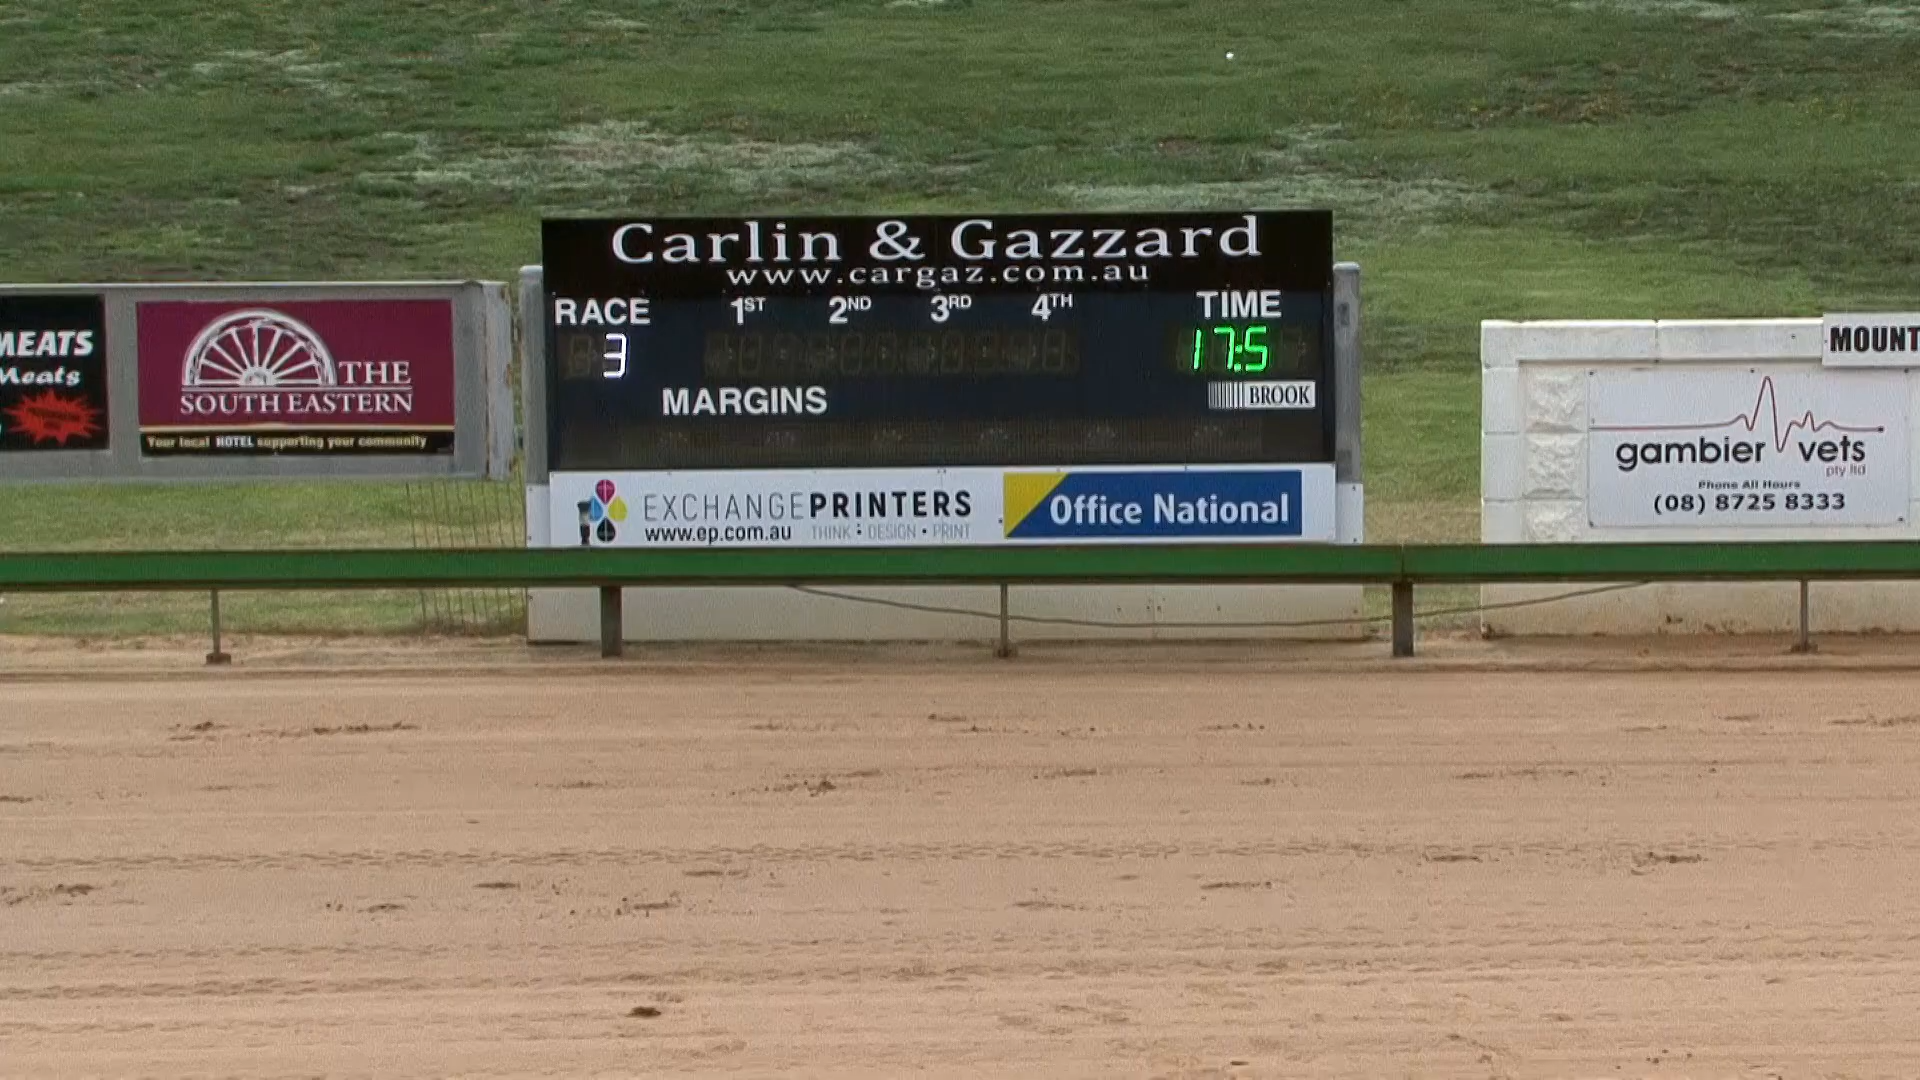 Carlin & Gazzard
www.cargaz.com.au
RACE 1ST 2ND 3RD 4TH TIME
3 17:5
MARGINS
BROOK
MEATS
Meats
THE
SOUTH EASTERN
Your local HOTEL supporting your community
EXCHANGEPRINTERS
www.ep.com.au THINK : DESIGN • PRINT
Office National
MOUNT
gambier vets
pty ltd
Phone All Hours
(08) 8725 8333